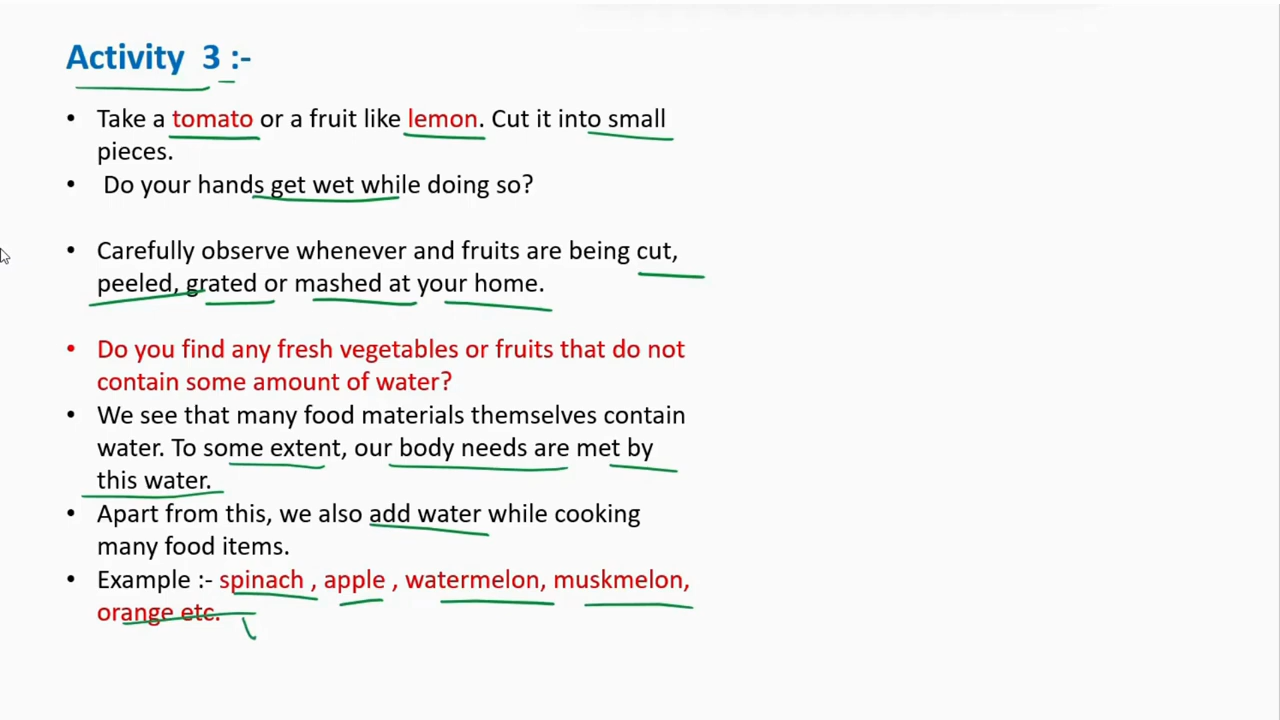 Activity 3 :-
• Take a tomato or a fruit like lemon. Cut it into small
pieces.
• Do your hands get wet while doing so?
• Carefully observe whenever and fruits are being cut,
peeled, grated or mashed at your home.
• Do you find any fresh vegetables or fruits that do not
contain some amount of water?
• We see that many food materials themselves contain
water. To some extent, our body needs are met by
this water.
• Apart from this, we also add water while cooking
many food items.
• Example :- spinach , apple , watermelon, muskmelon,
orange etc.